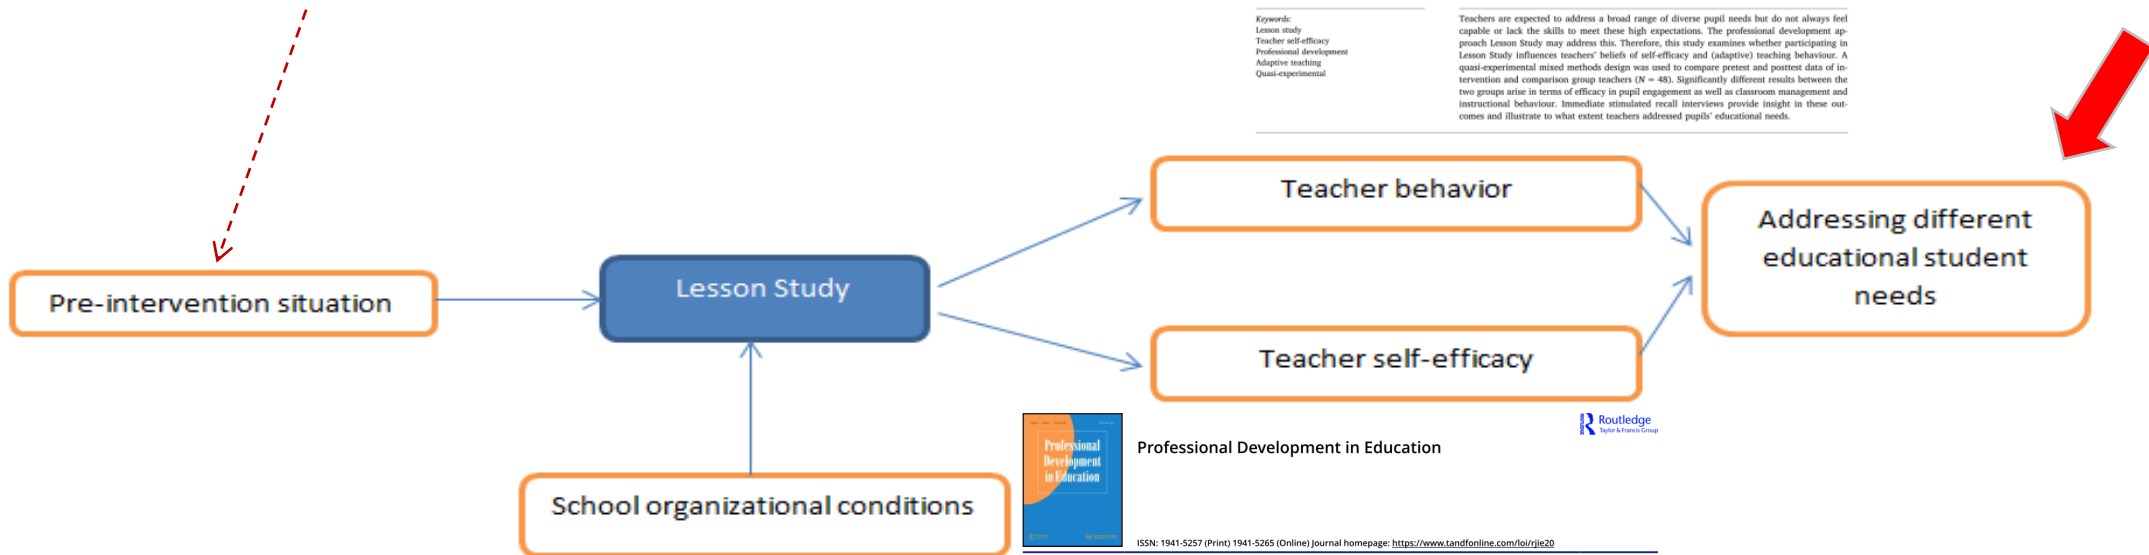 Keywords:
Lesson study
Teacher self-efficacy
Professional development
Adaptive teaching
Quasi-experimental
Teachers are expected to address a broad range of diverse pupil needs but do not always feel
capable or lack the skills to meet these high expectations. The professional development ap-
proach Lesson Study may address this. Therefore, this study examines whether participating in
Lesson Study influences teachers' beliefs of self-efficacy and (adaptive) teaching behaviour. A
quasi-experimental mixed methods design was used to compare pretest and posttest data of in-
tervention and comparison group teachers (N = 48). Significantly different results between the
two groups arise in terms of efficacy in pupil engagement as well as classroom management and
instructional behaviour. Immediate stimulated recall interviews provide insight in these out-
comes and illustrate to what extent teachers addressed pupils' educational needs.
Teacher behavior
Addressing different
educational student
needs
Pre-intervention situation
Lesson Study
Teacher self-efficacy
School organizational conditions
Professional
Development
in Education
Professional Development in Education
Routledge
Taylor & Francis Group
ISSN: 1941-5257 (Print) 1941-5265 (Online) Journal homepage: https://www.tandfonline.com/loi/rjie20